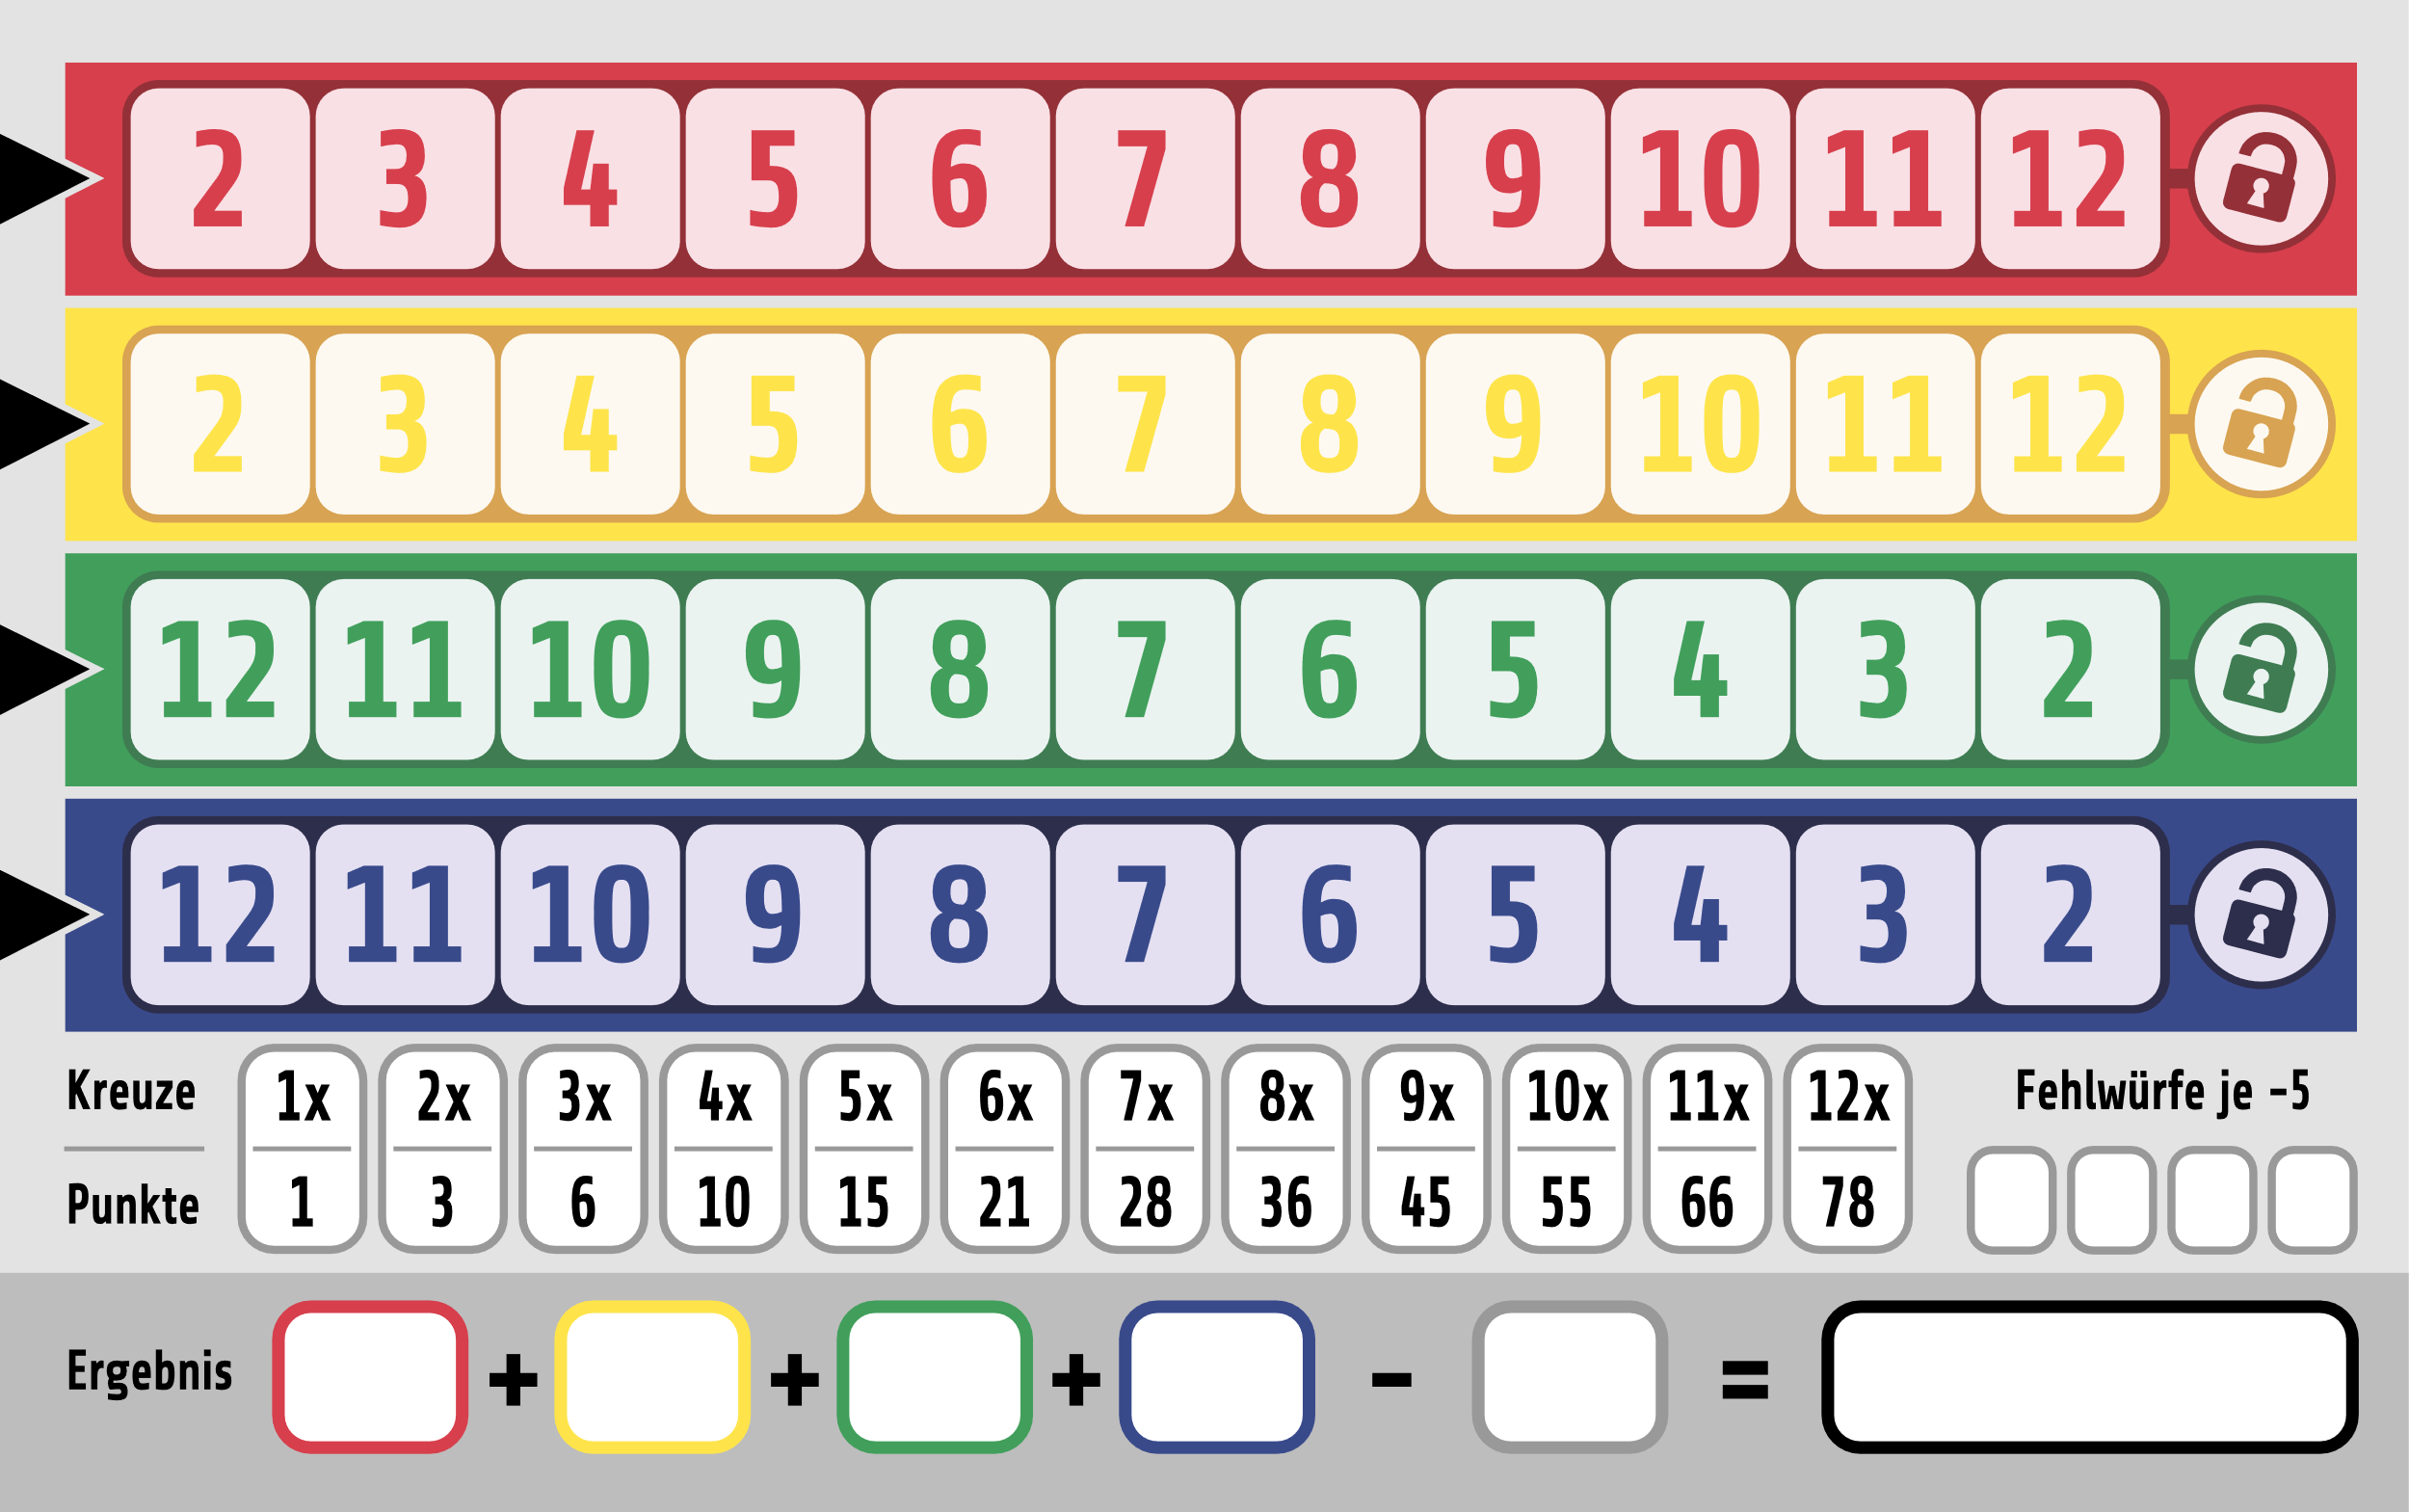 2 3 4 5 6 7 8 9 10 11 12
2 3 4 5 6 7 8 9 10 11 12
12 11 10 9 8 7 6 5 4 3 2
12 11 10 9 8 7 6 5 4 3 2
Kreuze 1x 2x 3x 4x 5x 6x 7x 8x 9x 10x 11x 12x Fehlwürfe je -5
Punkte 1 3 6 10 15 21 28 36 45 55 66 78
Ergebnis + + + - =